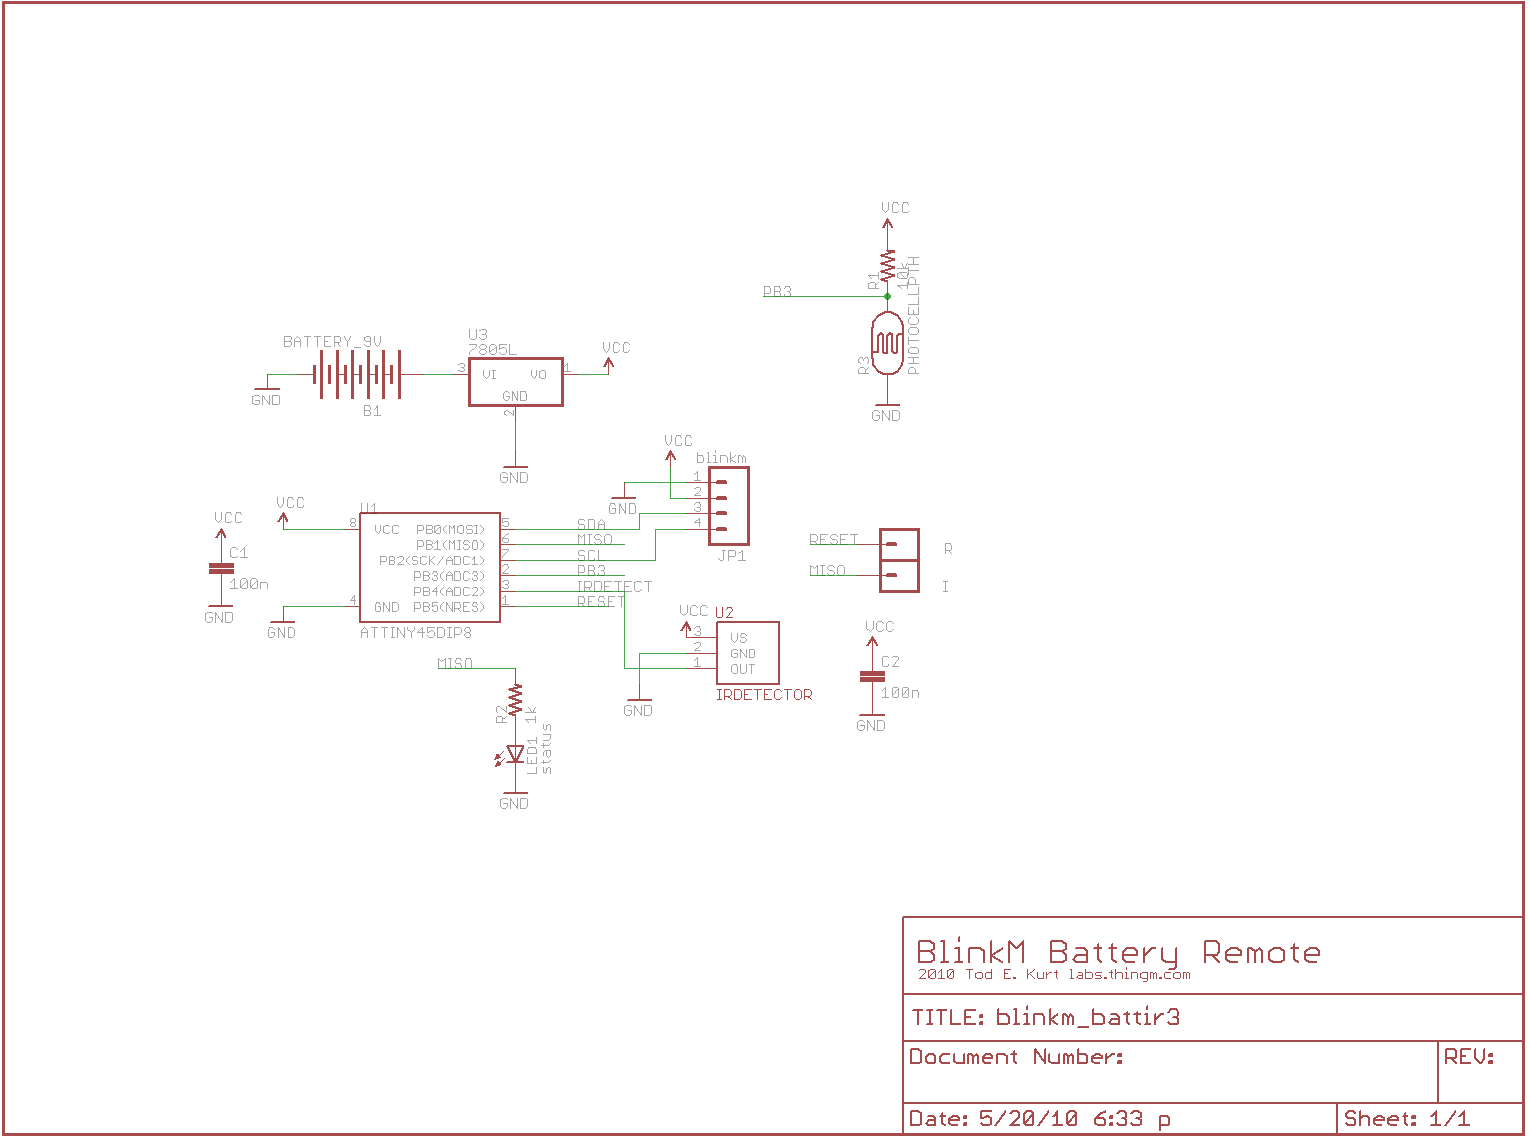 VCC
R1
10k
PHOTOCELLPTH
PB3
R3
GND
BATTERY_9V
B1
GND
U3
7805L
3
VI
VO
1
GND
2
VCC
GND
VCC
blinkm
1
2
3
4
GND
JP1
VCC
C1
100n
GND
VCC
U1
8
VCC
PB0(MOSI)
5
SDA
PB1(MISO)
6
MISO
PB2(SCK/ADC1)
7
SCL
PB3(ADC3)
2
PB3
PB4(ADC2)
3
IRDETECT
4
GND
PB5(NRES)
1
RESET
GND
ATTINY45DIP8
RESET
R
MISO
I
VCC
U2
3
VS
2
GND
1
OUT
GND
IRDETECTOR
VCC
C2
100n
GND
MISO
R2
1k
LED1
status
GND
BlinkM Battery Remote
2010 Tod E. Kurt labs.thingm.com
TITLE: blinkm_battir3
Document Number:
REV:
Date: 5/20/10 6:33 p
Sheet: 1/1